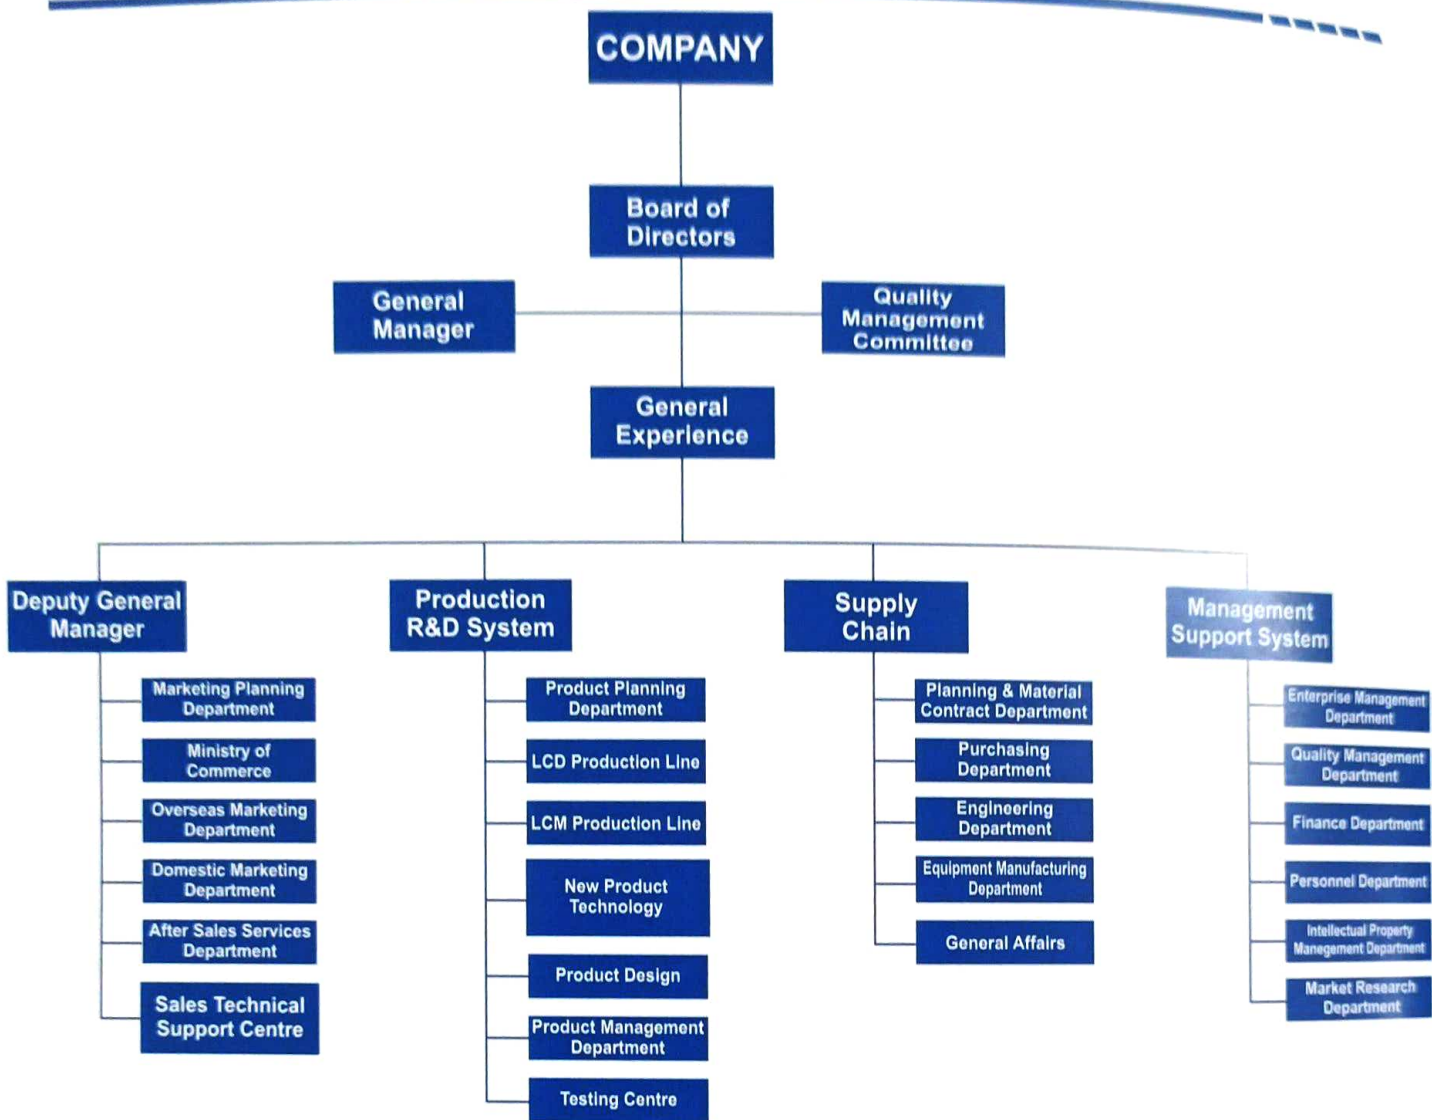 COMPANY
Board of
Directors
General
Manager
Quality
Management
Committee
General
Experience
Deputy General
Manager
Marketing Planning
Department
Ministry of
Commerce
Overseas Marketing
Department
Domestic Marketing
Department
After Sales Services
Department
Sales Technical
Support Centre
Production
R&D System
Product Planning
Department
LCD Production Line
LCM Production Line
New Product
Technology
Product Design
Product Management
Department
Testing Centre
Supply
Chain
Planning & Material
Contract Department
Purchasing
Department
Engineering
Department
Equipment Manufacturing
Department
General Affairs
Management
Support System
Enterprise Management
Department
Quality Management
Department
Finance Department
Personnel Department
Intellectual Property
Manegement Department
Market Research
Department